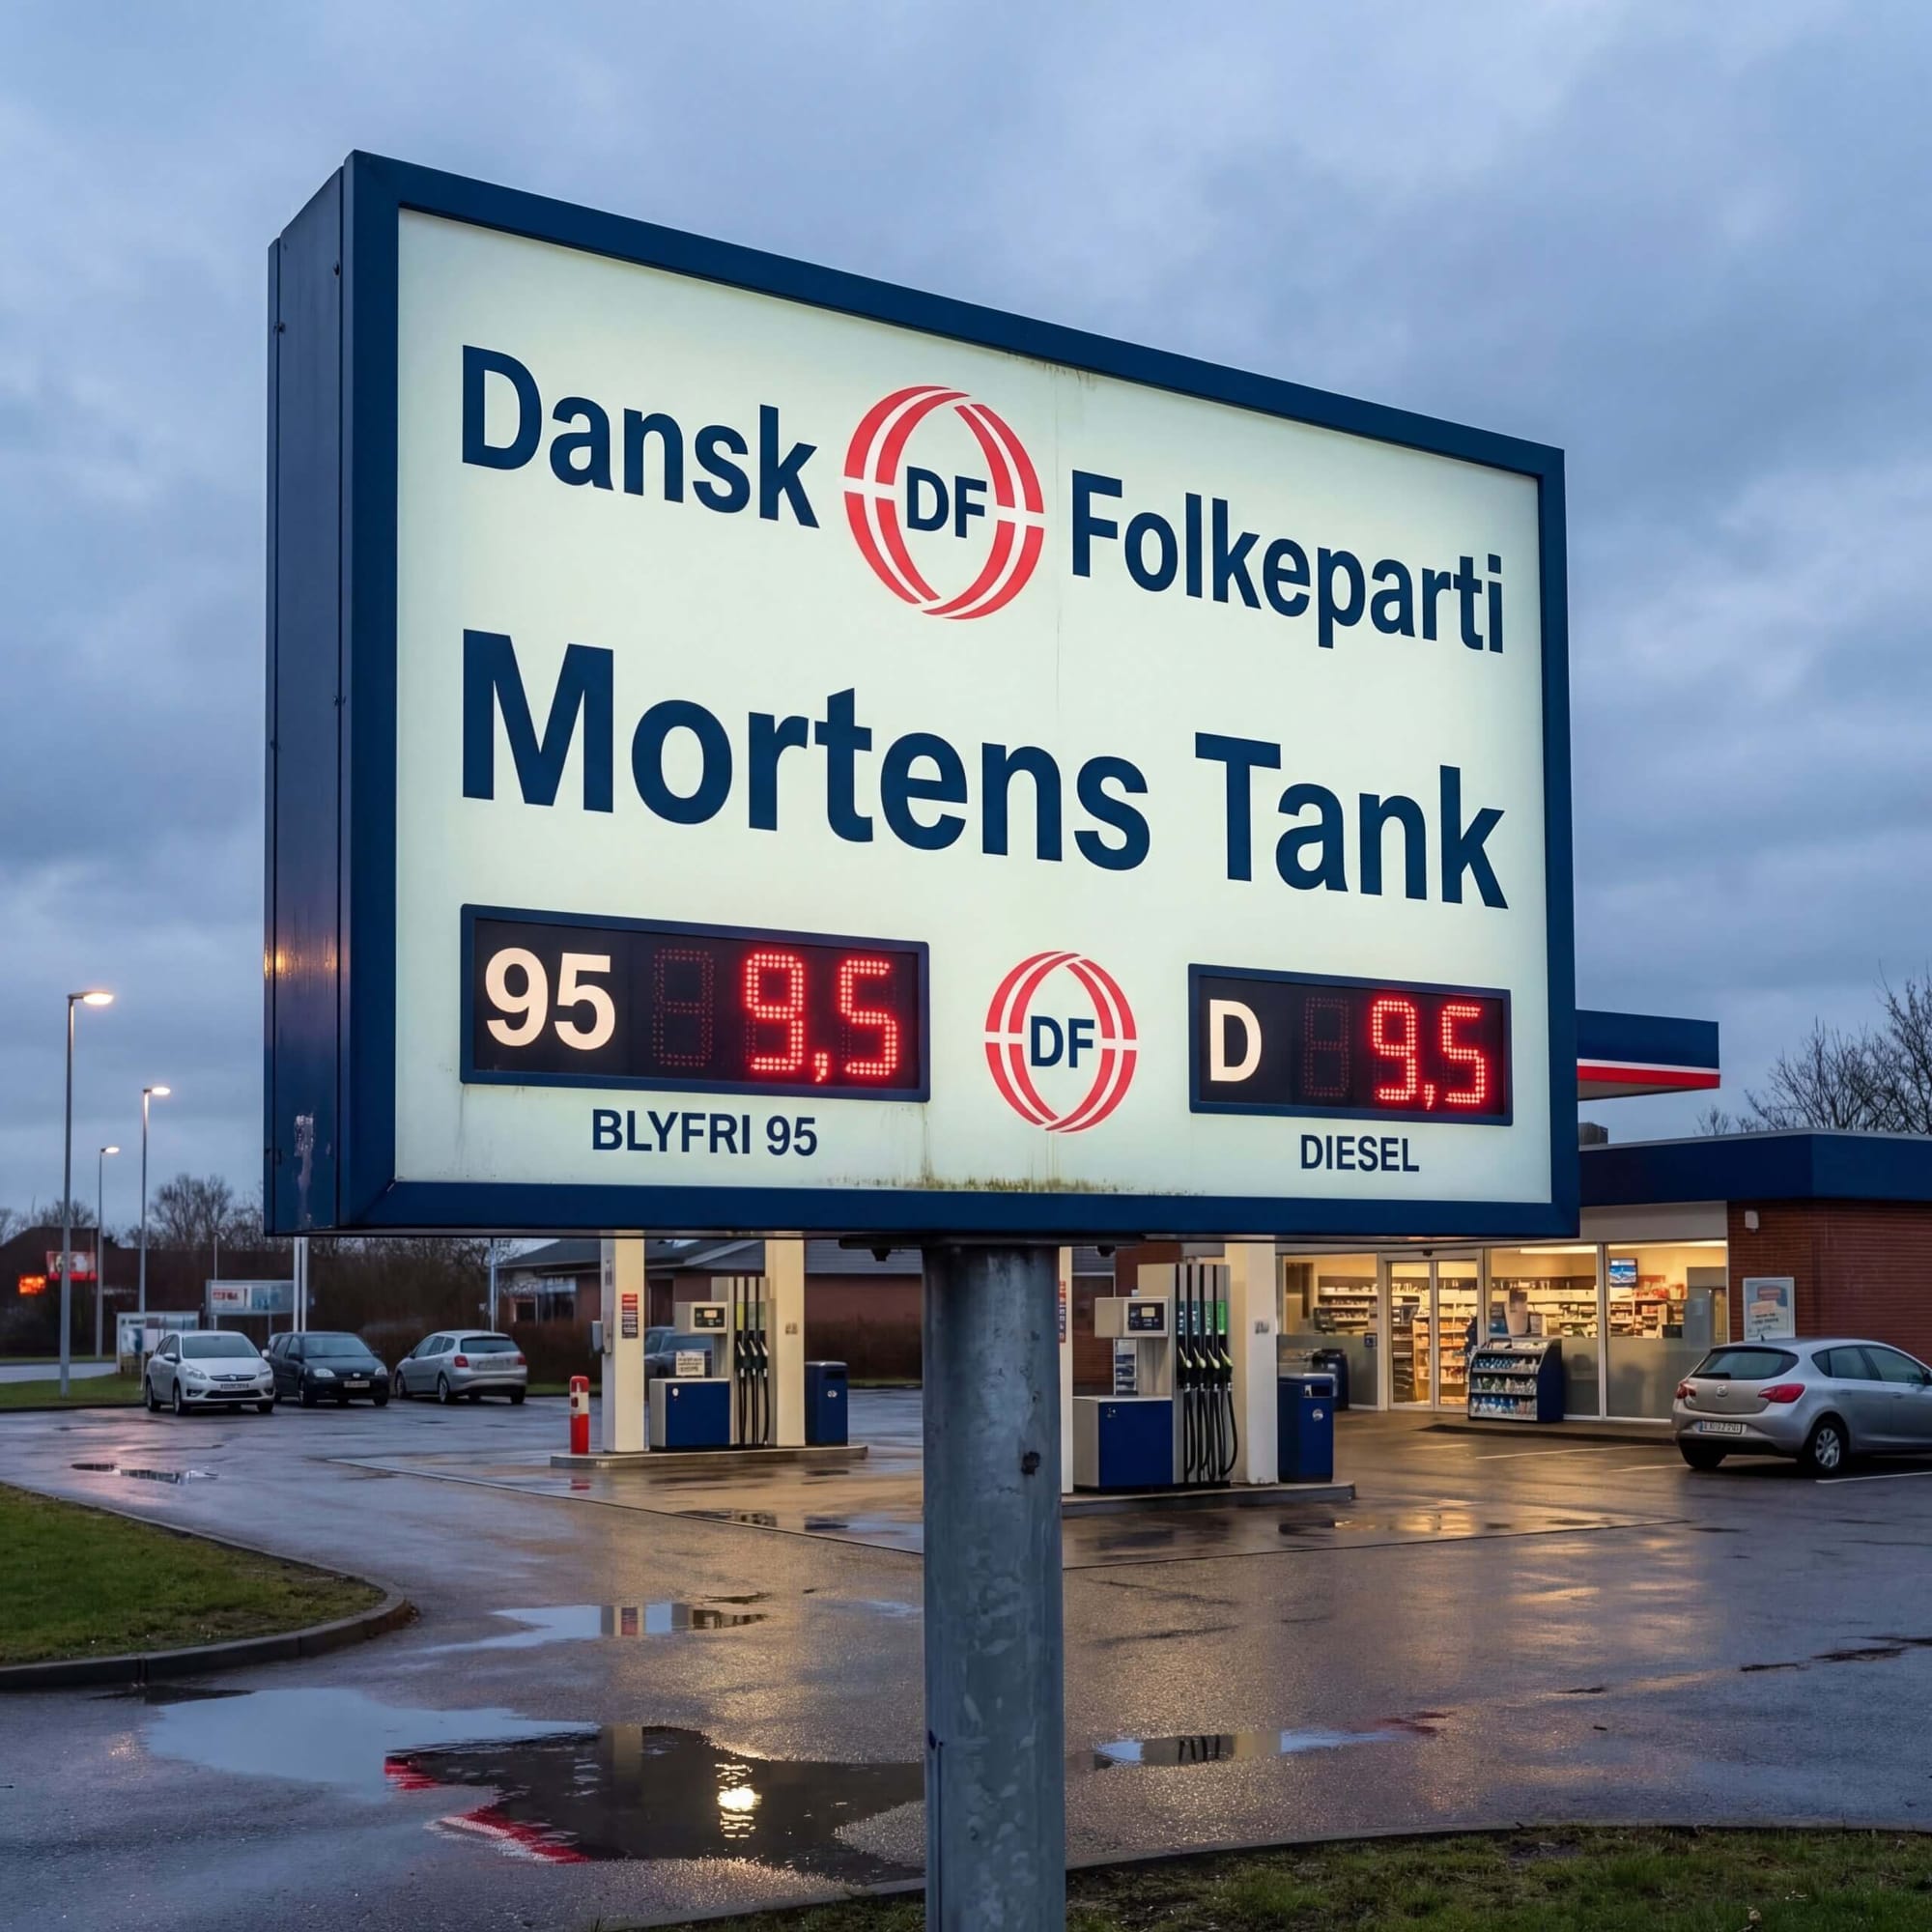 Dansk DF Folkeparti
Mortens Tank
95 9,5
DF
D 9,5
BLYFRI 95
DIESEL